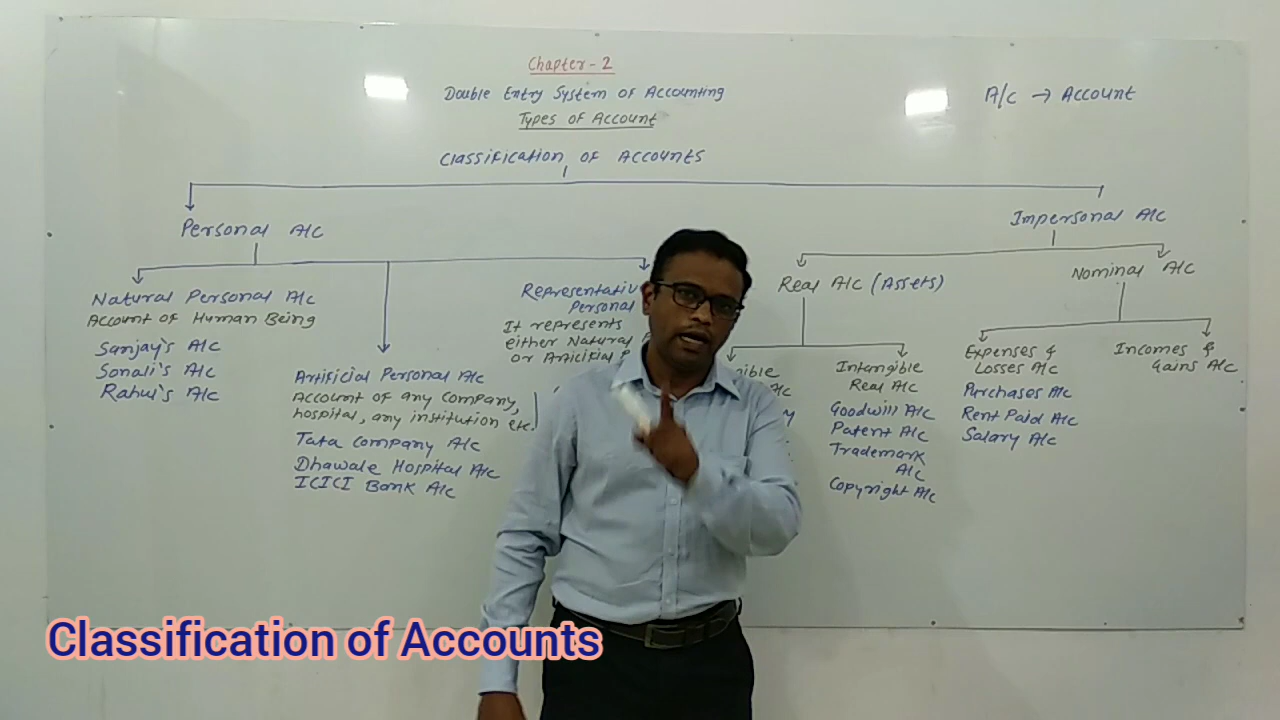 Chapter-2
Double Entry System of Accounting
A/c → Account
Types of Account
Classification of Accounts
Personal A/c
Natural Personal A/c
Account of Human Being
Sanjay's A/c
Sonali's A/c
Rahul's A/c
Artificial Personal A/c
Account of any company,
hospital, any institution etc.
Tata Company A/c
Dhawale Hospital A/c
ICICI Bank A/c
Representativ
Personal
It represents
either Natural
or Articifial P
Impersonal A/c
Real A/c (Assets)
ngible
A/c
Intangible
Real A/c
Goodwill A/c
Patent A/c
Trademark
A/c
Copyright A/c
Nominal A/c
Expenses &
Losses A/c
Purchases A/c
Rent Paid A/c
Salary A/c
Incomes &
Gains A/c
Classification of Accounts